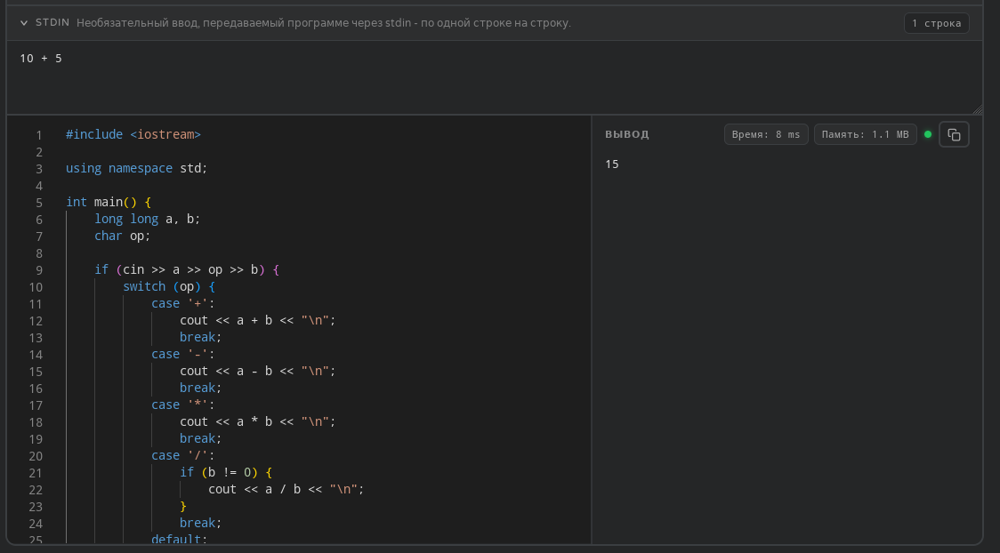 STDIN Необязательный ввод, передаваемый программе через stdin - по одной строке на строку. 1 строка
10 + 5
ВЫВОД Время: 8 ms Память: 1.1 MB
15
1 #include <iostream>
2
3 using namespace std;
4
5 int main() {
6     long long a, b;
7     char op;
8
9     if (cin >> a >> op >> b) {
10         switch (op) {
11             case '+':
12                 cout << a + b << "\n";
13                 break;
14             case '-':
15                 cout << a - b << "\n";
16                 break;
17             case '*':
18                 cout << a * b << "\n";
19                 break;
20             case '/':
21                 if (b != 0) {
22                     cout << a / b << "\n";
23                 }
24                 break;
25             default: